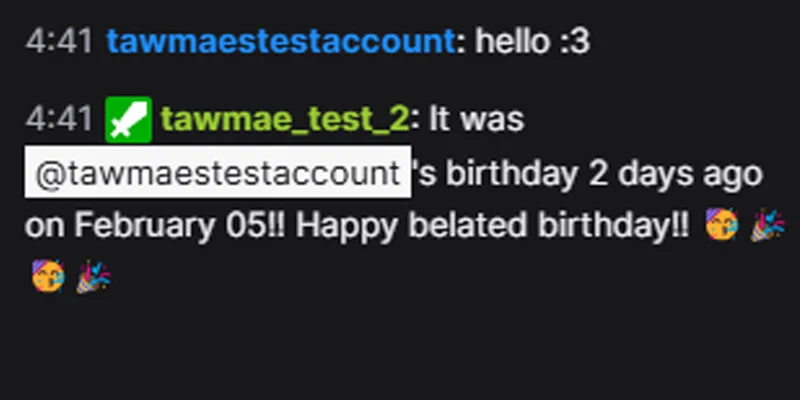 4:41 tawmaestestaccount: hello :3
4:41 tawmae_test_2: It was
@tawmaestestaccount's birthday 2 days ago
on February 05!! Happy belated birthday!! 🥳 🎉
🥳 🎉